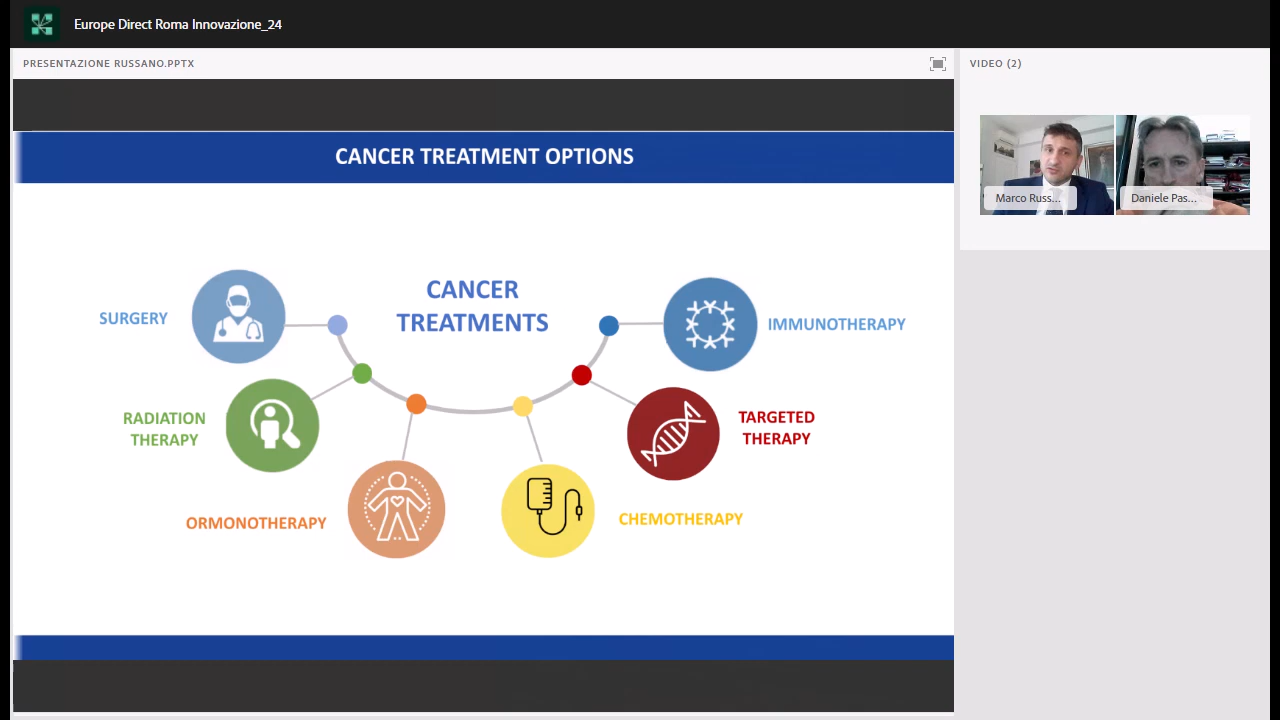 Europe Direct Roma Innovazione_24
PRESENTAZIONE RUSSANO.PPTX
VIDEO (2)
CANCER TREATMENT OPTIONS
Marco Russ...
Daniele Pas...
CANCER
TREATMENTS
SURGERY
IMMUNOTHERAPY
RADIATION
THERAPY
TARGETED
THERAPY
ORMONOTHERAPY
CHEMOTHERAPY